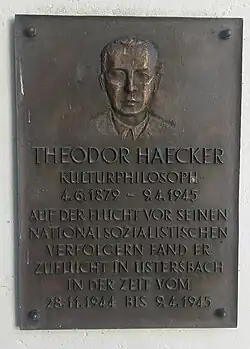 THEODOR HAECKER
KULTURPHILOSOPH
4.6.1879 - 9.4.1945
AUF DER FLUCHT VOR SEINEN
NATIONALSOZIALISTISCHEN
VERFOLGERN FAND ER
ZUFLUCHT IN USTERSBACH
IN DER ZEIT VOM
28.11.1944 BIS 9.4.1945